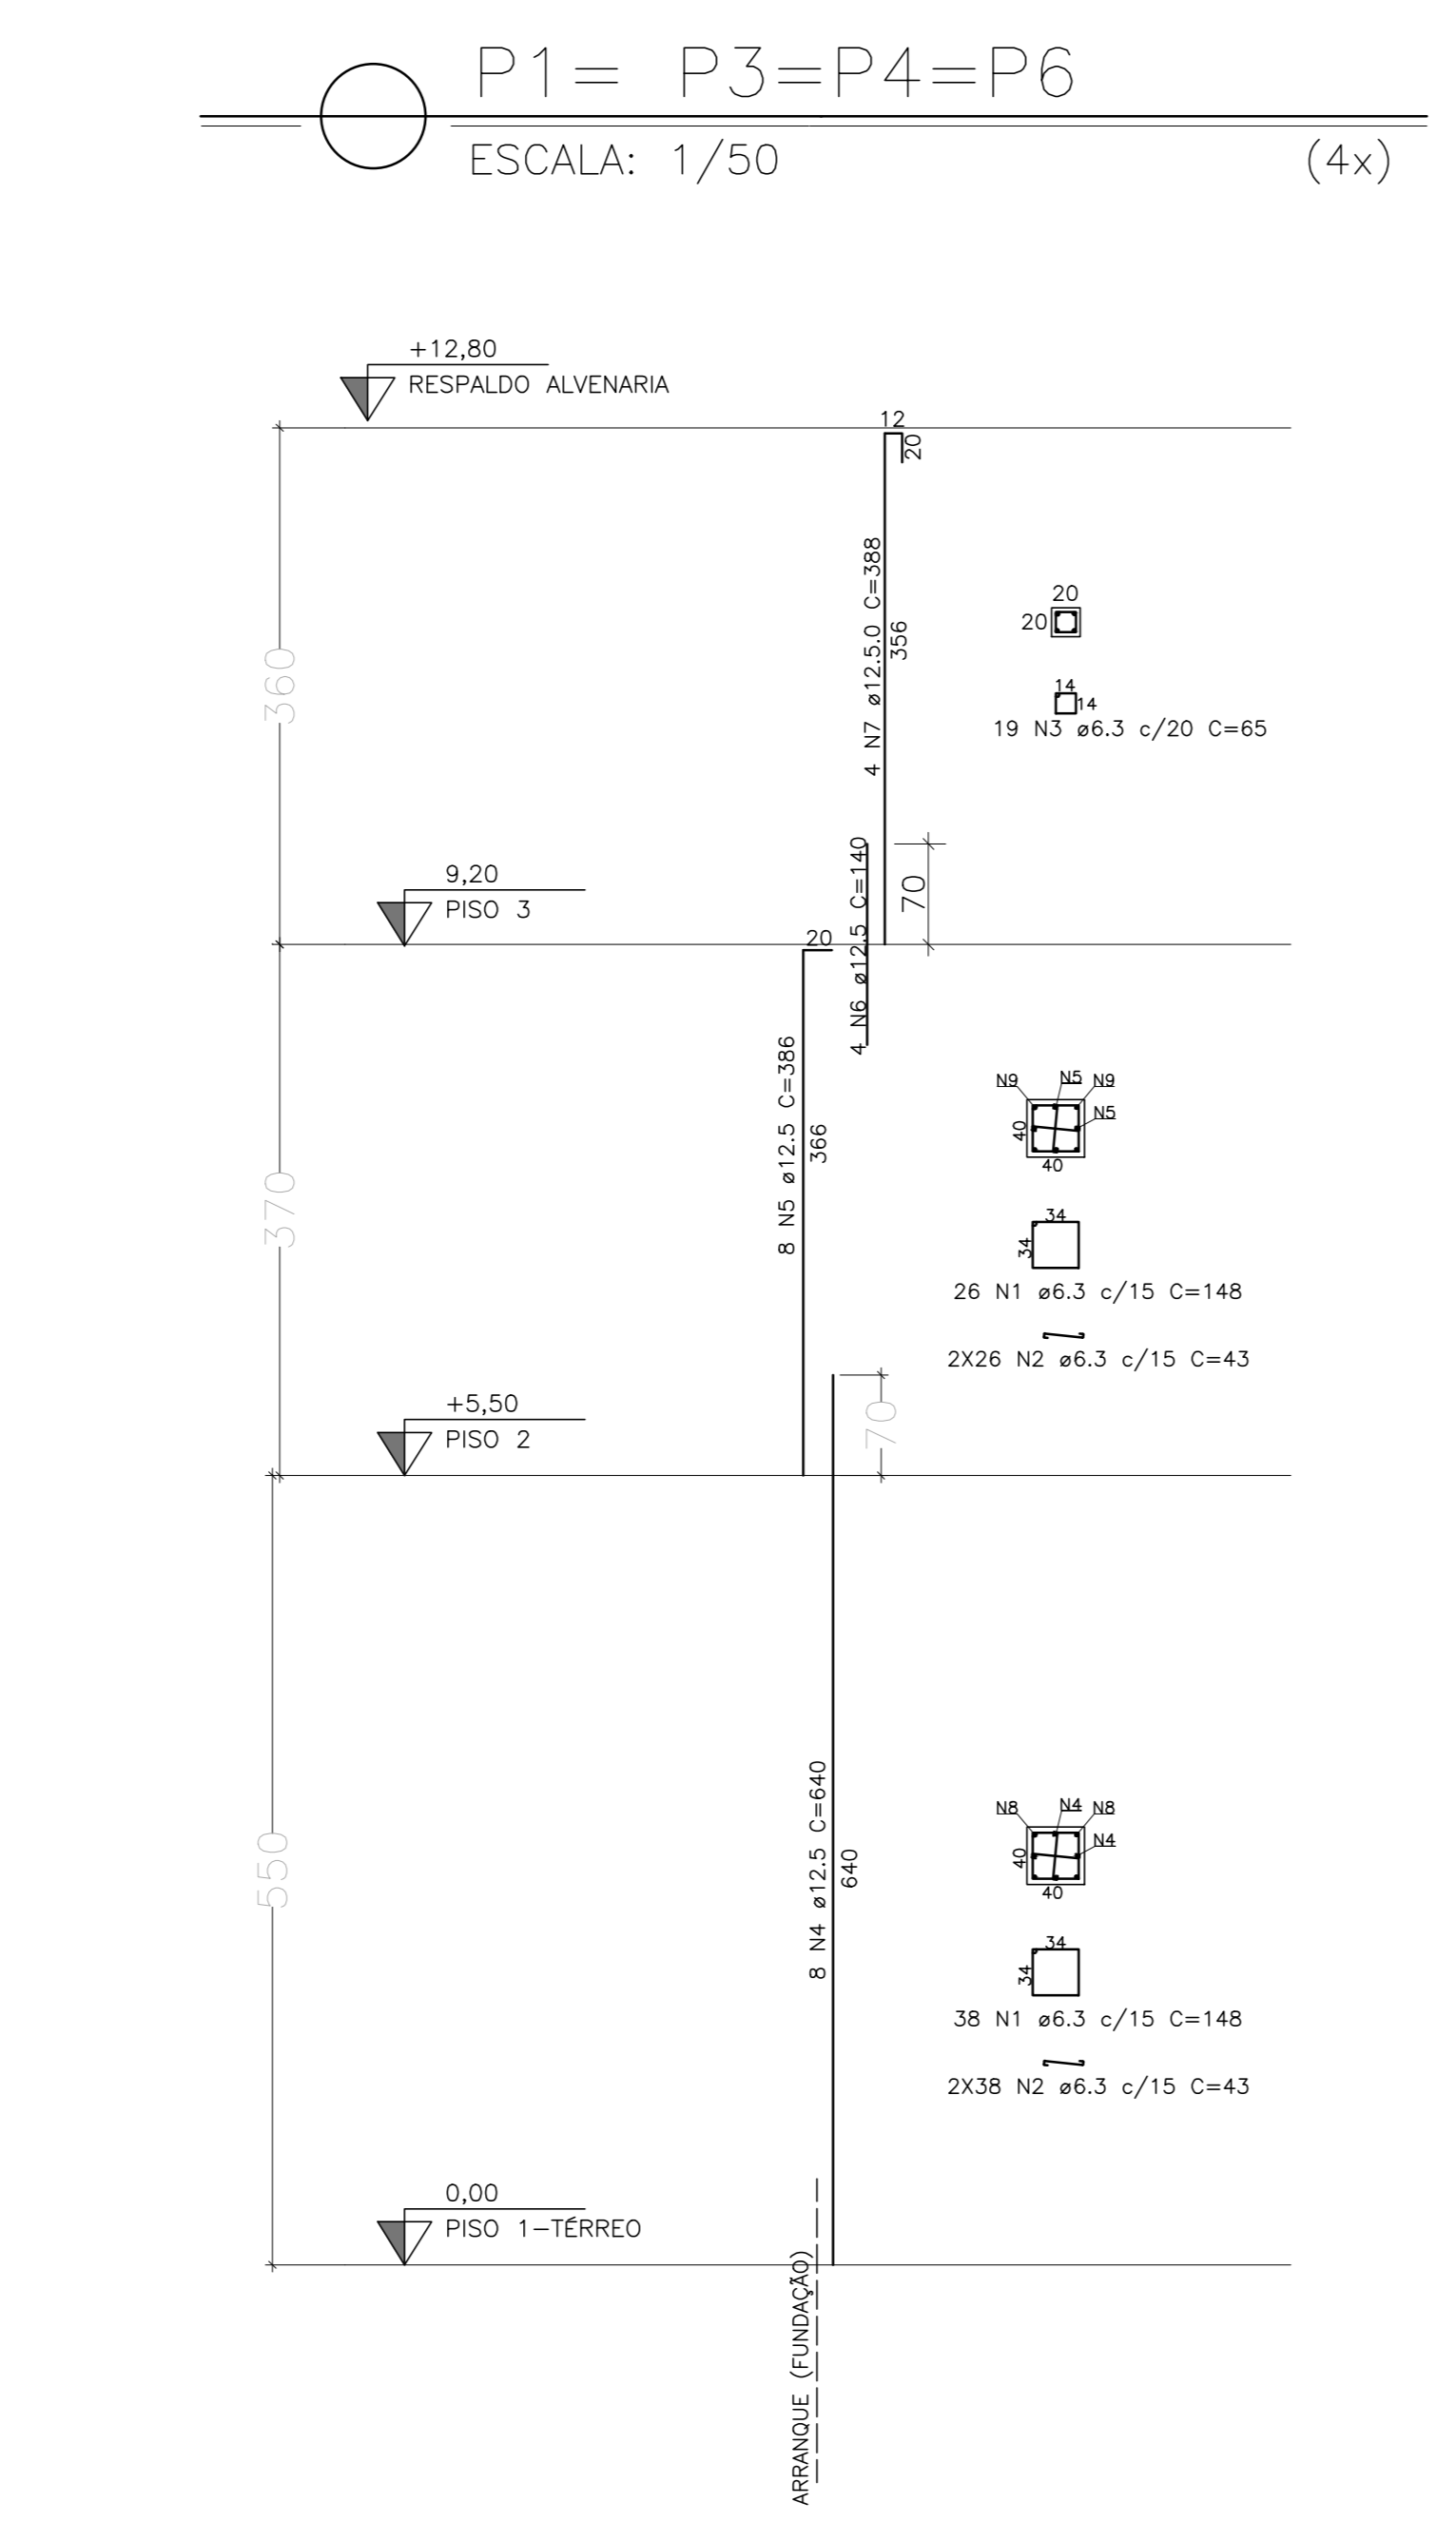 P1= P3=P4=P6
ESCALA: 1/50 (4x)
+12,80
RESPALDO ALVENARIA
12
20
4 N7 ø12.5.0 C=388
356
360
20
20
14
14
19 N3 ø6.3 c/20 C=65
9,20
PISO 3
4 N6 ø12.5 C=140
70
20
8 N5 ø12.5 C=386
366
370
N9 N5 N9
N5
40
40
34
34
26 N1 ø6.3 c/15 C=148
2X26 N2 ø6.3 c/15 C=43
+5,50
PISO 2
70
8 N4 ø12.5 C=640
640
550
N8 N4 N8
N4
40
40
34
34
38 N1 ø6.3 c/15 C=148
2X38 N2 ø6.3 c/15 C=43
0,00
PISO 1-TÉRREO
ARRANQUE (FUNDAÇÃO)